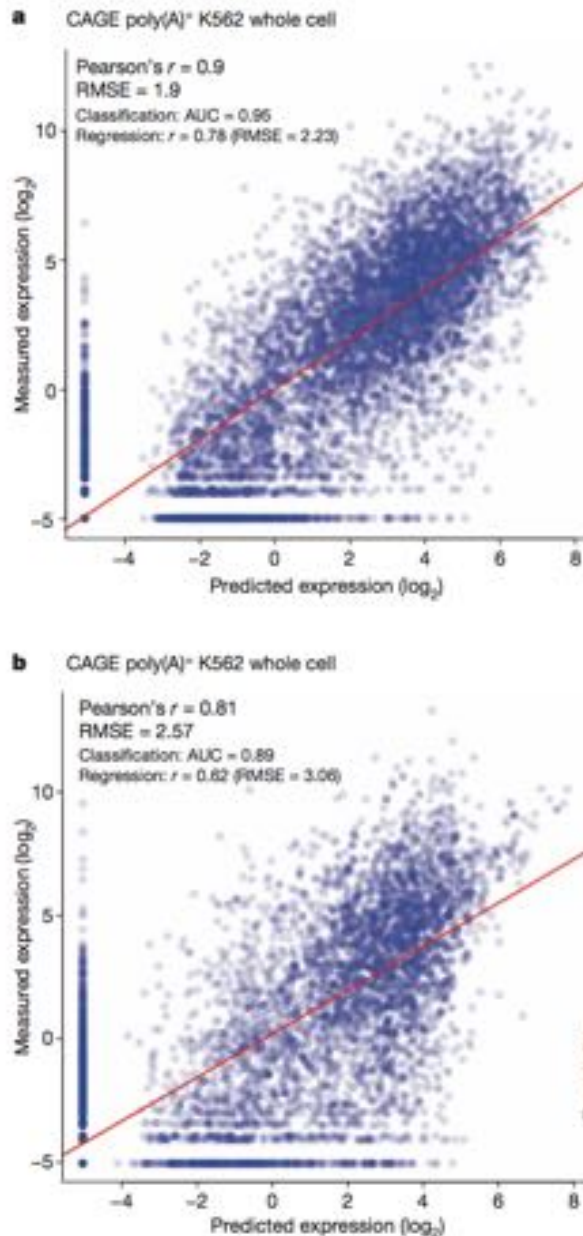 a CAGE poly(A)+ K562 whole cell
Pearson's r = 0.9
RMSE = 1.9
Classification: AUC = 0.95
Regression: r = 0.78 (RMSE = 2.23)
Measured expression (log2)
10
5
0
−5
−4 −2 0 2 4 6 8
Predicted expression (log2)
b CAGE poly(A)+ K562 whole cell
Pearson's r = 0.81
RMSE = 2.57
Classification: AUC = 0.89
Regression: r = 0.62 (RMSE = 3.06)
Measured expression (log2)
10
5
0
−5
−4 −2 0 2 4 6 8
Predicted expression (log2)